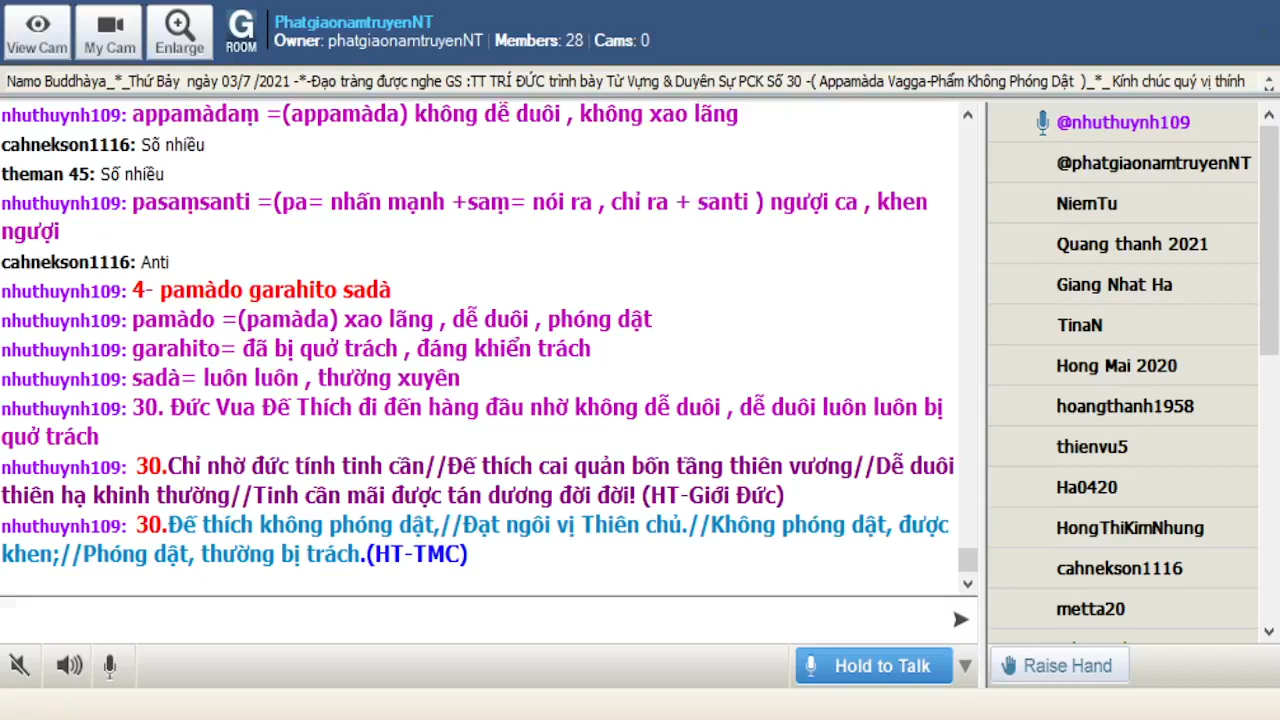 View Cam
My Cam
Enlarge
G
ROOM
PhatgiaonamtruyenNT
Owner: phatgiaonamtruyenNT | Members: 28 | Cams: 0
Namo Buddhàya_*_Thứ Bảy ngày 03/7 /2021 -*-Đạo tràng được nghe GS :TT TRÍ ĐỨC trình bày Từ Vựng & Duyên Sự PCK Số 30 -( Appamàda Vagga-Phẩm Không Phóng Dật )_*_ Kính chúc quý vị thính
nhuthuynh109: appamàdaṃ =(appamàda) không dễ duôi , không xao lãng
cahnekson1116: Số nhiều
theman 45: Số nhiều
nhuthuynh109: pasaṃsanti =(pa= nhấn mạnh +saṃ= nói ra , chỉ ra + santi ) ngượi ca , khen
ngượi
cahnekson1116: Anti
nhuthuynh109: 4- pamàdo garahito sadà
nhuthuynh109: pamàdo =(pamàda) xao lãng , dễ duôi , phóng dật
nhuthuynh109: garahito= đã bị quở trách , đáng khiển trách
nhuthuynh109: sadà= luôn luôn , thường xuyên
nhuthuynh109: 30. Đức Vua Đế Thích đi đến hàng đầu nhờ không dễ duôi , dễ duôi luôn luôn bị
quở trách
nhuthuynh109: 30.Chỉ nhờ đức tính tinh cần//Đế thích cai quản bốn tầng thiên vương//Dễ duôi
thiên hạ khinh thường//Tinh cần mãi được tán dương đời đời! (HT-Giới Đức)
nhuthuynh109: 30.Đế thích không phóng dật,//Đạt ngôi vị Thiên chủ.//Không phóng dật, được
khen;//Phóng dật, thường bị trách.(HT-TMC)
@nhuthuynh109
@phatgiaonamtruyenNT
NiemTu
Quang thanh 2021
Giang Nhat Ha
TinaN
Hong Mai 2020
hoangthanh1958
thienvu5
Ha0420
HongThiKimNhung
cahnekson1116
metta20
Hold to Talk
Raise Hand